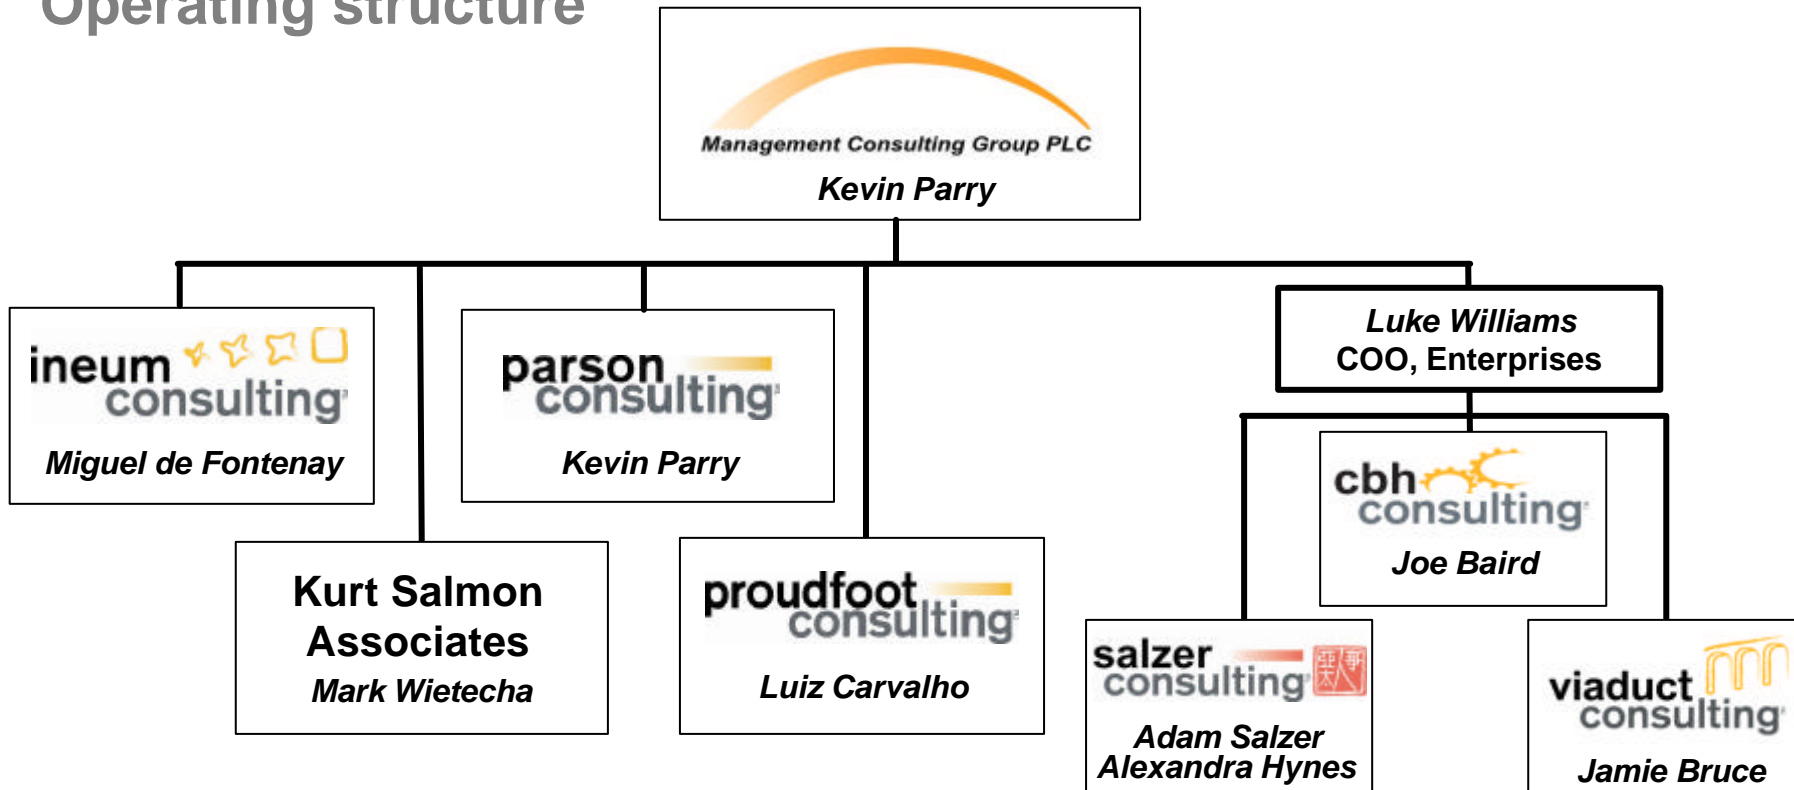 Operating structure
Management Consulting Group PLC
Kevin Parry
ineum
consulting
Miguel de Fontenay
parson
consulting
Kevin Parry
Luke Williams
COO, Enterprises
cbh
consulting
Joe Baird
Kurt Salmon
Associates
Mark Wietecha
proudfoot
consulting
Luiz Carvalho
salzer
consulting
Adam Salzer
Alexandra Hynes
viaduct
consulting
Jamie Bruce